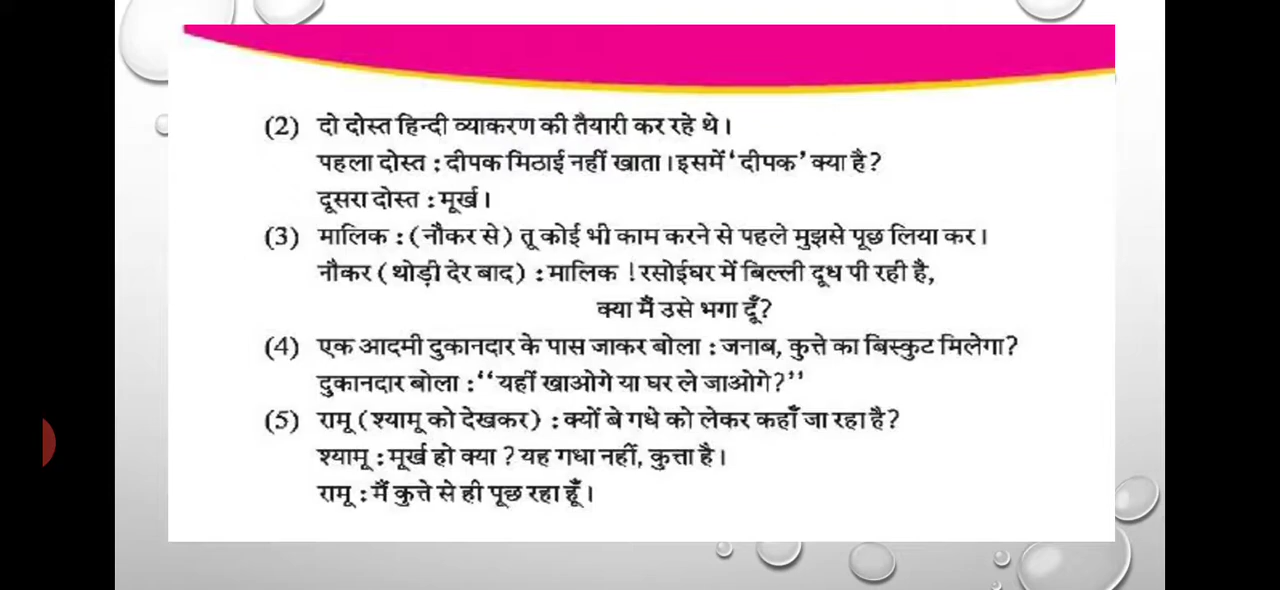 (2) दो दोस्त हिन्दी व्याकरण की तैयारी कर रहे थे।
पहला दोस्त : दीपक मिठाई नहीं खाता। इसमें ‘दीपक’ क्या है?
दूसरा दोस्त : मूर्ख।
(3) मालिक : (नौकर से) तू कोई भी काम करने से पहले मुझसे पूछ लिया कर।
नौकर (थोड़ी देर बाद) : मालिक ! रसोईघर में बिल्ली दूध पी रही है,
क्या मैं उसे भगा दूँ?
(4) एक आदमी दुकानदार के पास जाकर बोला : जनाब, कुत्ते का बिस्कुट मिलेगा?
दुकानदार बोला : “यहीं खाओगे या घर ले जाओगे?”
(5) रामू (श्यामू को देखकर) : क्यों बे गधे को लेकर कहाँ जा रहा है?
श्यामू : मूर्ख हो क्या ? यह गधा नहीं, कुत्ता है।
रामू : मैं कुत्ते से ही पूछ रहा हूँ।